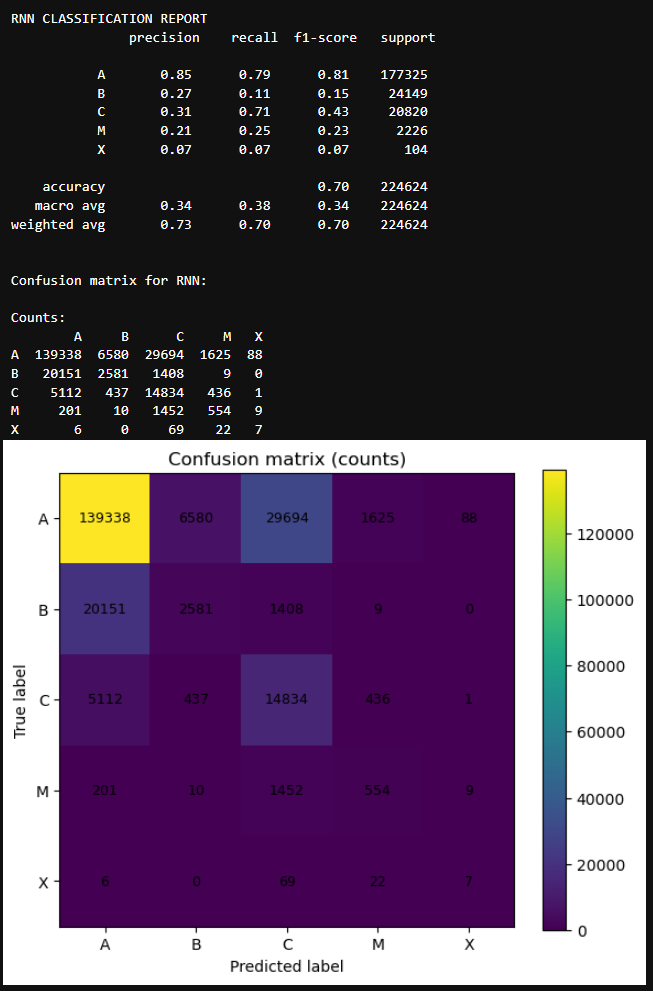 RNN CLASSIFICATION REPORT
precision recall f1-score support
A 0.85 0.79 0.81 177325
B 0.27 0.11 0.15 24149
C 0.31 0.71 0.43 20820
M 0.21 0.25 0.23 2226
X 0.07 0.07 0.07 104
accuracy 0.70 224624
macro avg 0.34 0.38 0.34 224624
weighted avg 0.73 0.70 0.70 224624
Confusion matrix for RNN:
Counts:
A B C M X
A 139338 6580 29694 1625 88
B 20151 2581 1408 9 0
C 5112 437 14834 436 1
M 201 10 1452 554 9
X 6 0 69 22 7
Confusion matrix (counts)
A 139338 6580 29694 1625 88
B 20151 2581 1408 9 0
C 5112 437 14834 436 1
M 201 10 1452 554 9
X 6 0 69 22 7
A B C M X
Predicted label
True label
120000
100000
80000
60000
40000
20000
0